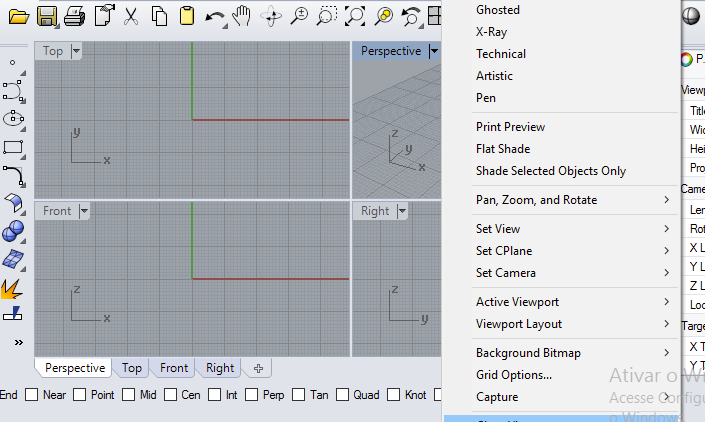 Ghosted
X-Ray
Technical
Artistic
Pen
Print Preview
Flat Shade
Shade Selected Objects Only
Pan, Zoom, and Rotate
Set View
Set CPlane
Set Camera
Active Viewport
Viewport Layout
Background Bitmap
Grid Options...
Capture
Top
y
x
Perspective
z
y
x
Front
z
x
Right
z
y
Perspective
Top
Front
Right
End Near Point Mid Cen Int Perp Tan Quad Knot
P...
Viewp
Title
Wid
Hei
Pro
Came
Len
Rot
X L
Y L
Z L
Loc
Targe
X T
Y T
Ativar o Wi
Acesse Configu
o Windows